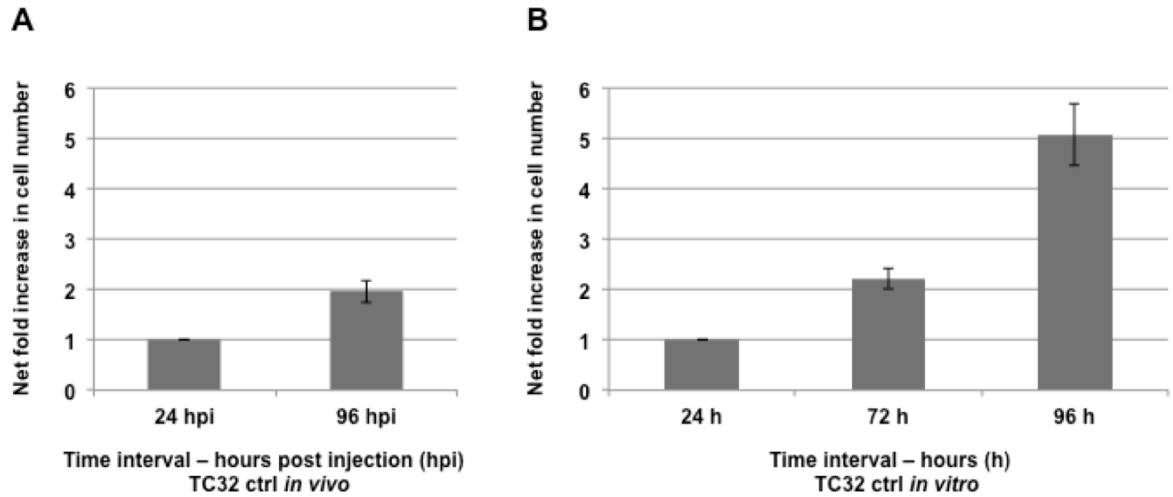 A
Net fold increase in cell number
6
5
4
3
2
1
0
24 hpi 96 hpi
Time interval – hours post injection (hpi)
TC32 ctrl in vivo
B
Net fold increase in cell number
6
5
4
3
2
1
0
24 h 72 h 96 h
Time interval – hours (h)
TC32 ctrl in vitro